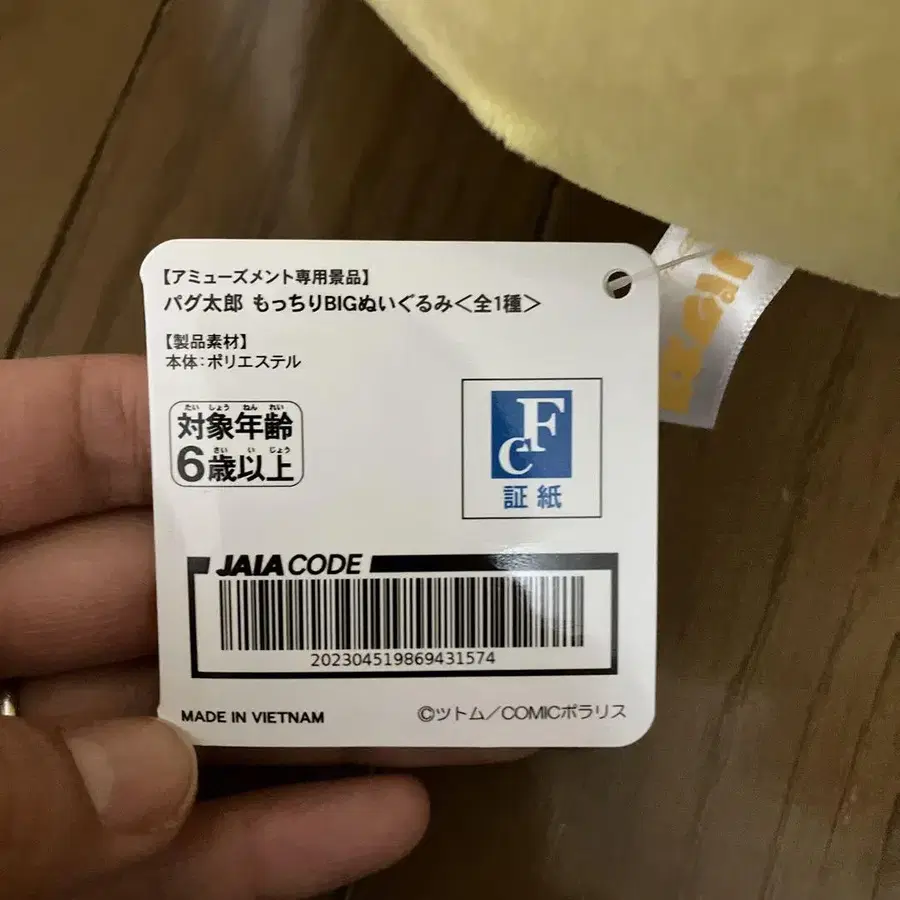 【アミューズメント専用景品】
パグ太郎 もっちりBIGぬいぐるみ<全1種>
【製品素材】
本体:ポリエステル
たいしょうねんれい
対象年齢
さいいじょう
6歳以上
CF
証紙
JAIA CODE
202304519869431574
MADE IN VIETNAM
©ツトム/COMICポラリス